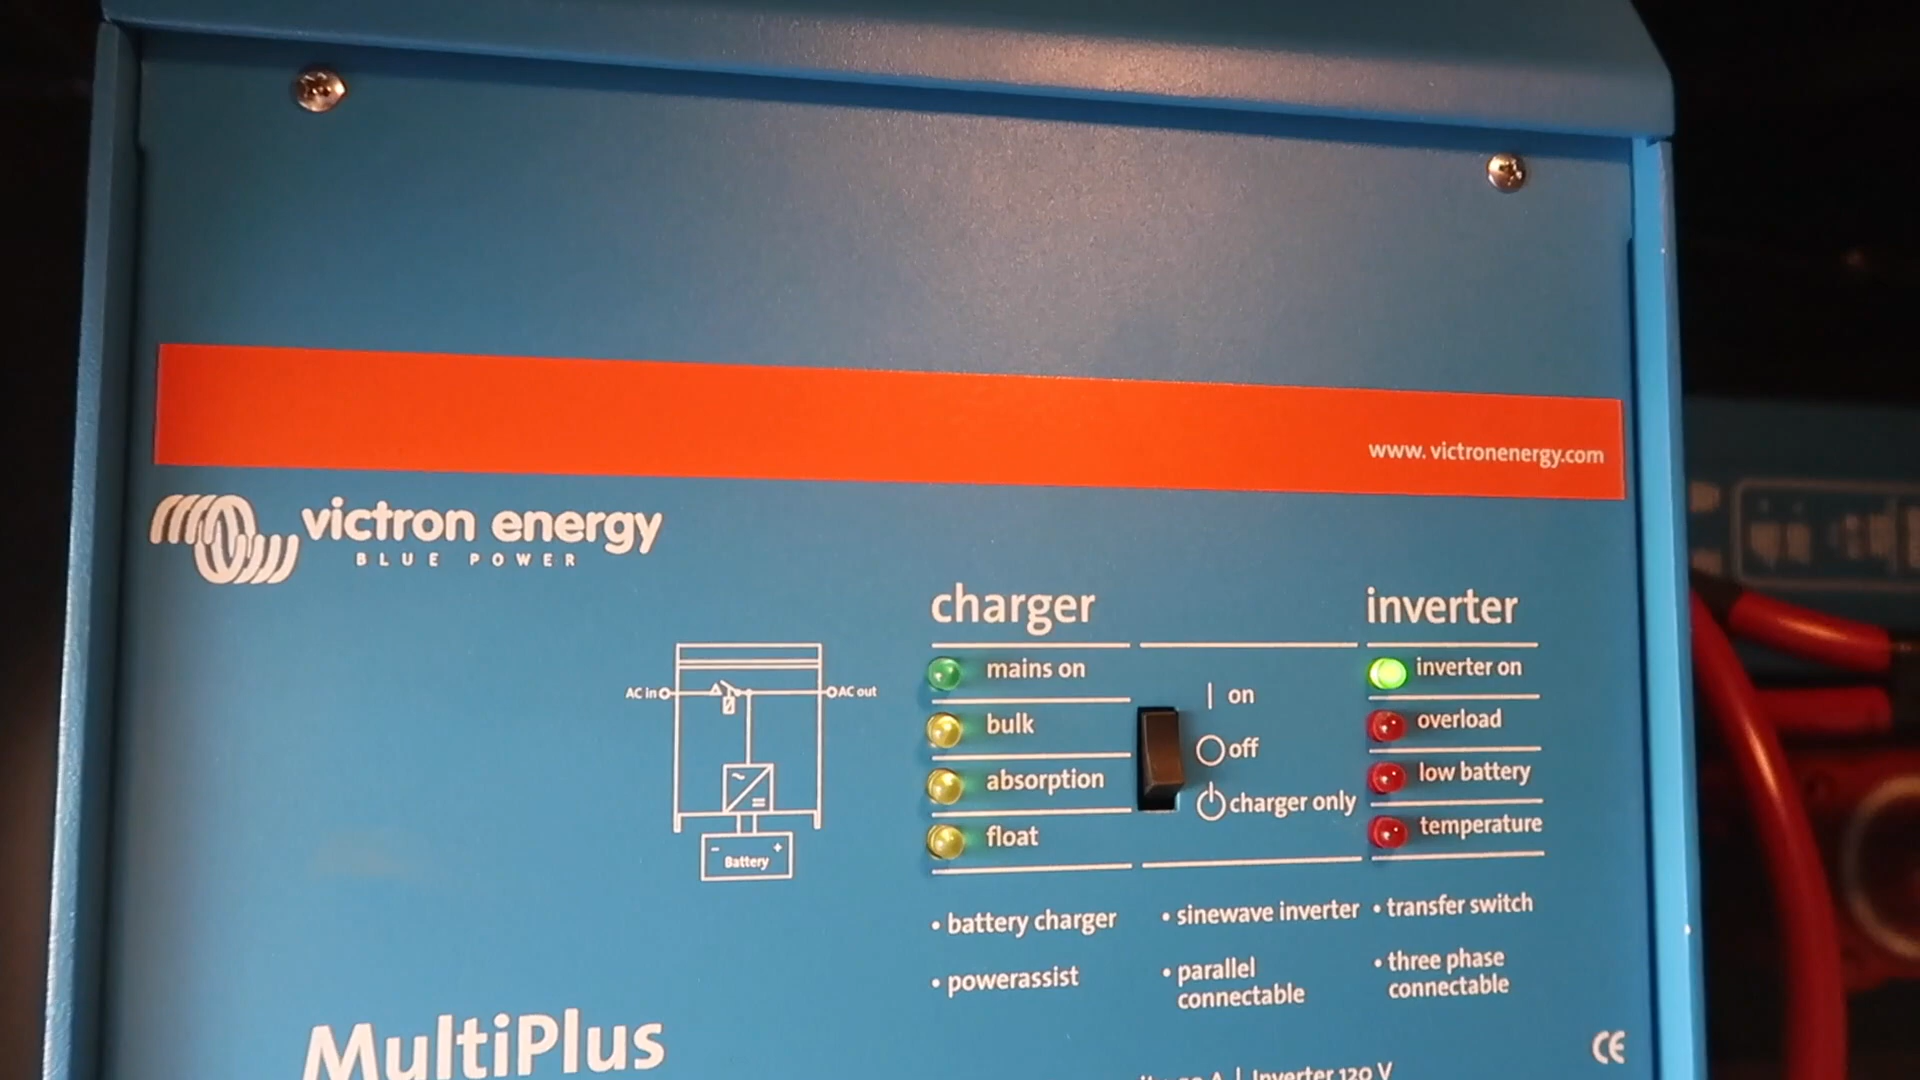 www. victronenergy.com
victron energy
BLUE POWER
charger
inverter
mains on
bulk
absorption
float
on
off
charger only
inverter on
overload
low battery
temperature
AC in
AC out
- +
Battery
• battery charger
• sinewave inverter
• transfer switch
• powerassist
• parallel
connectable
• three phase
connectable
MultiPlus
CE
A | Inverter 120 V